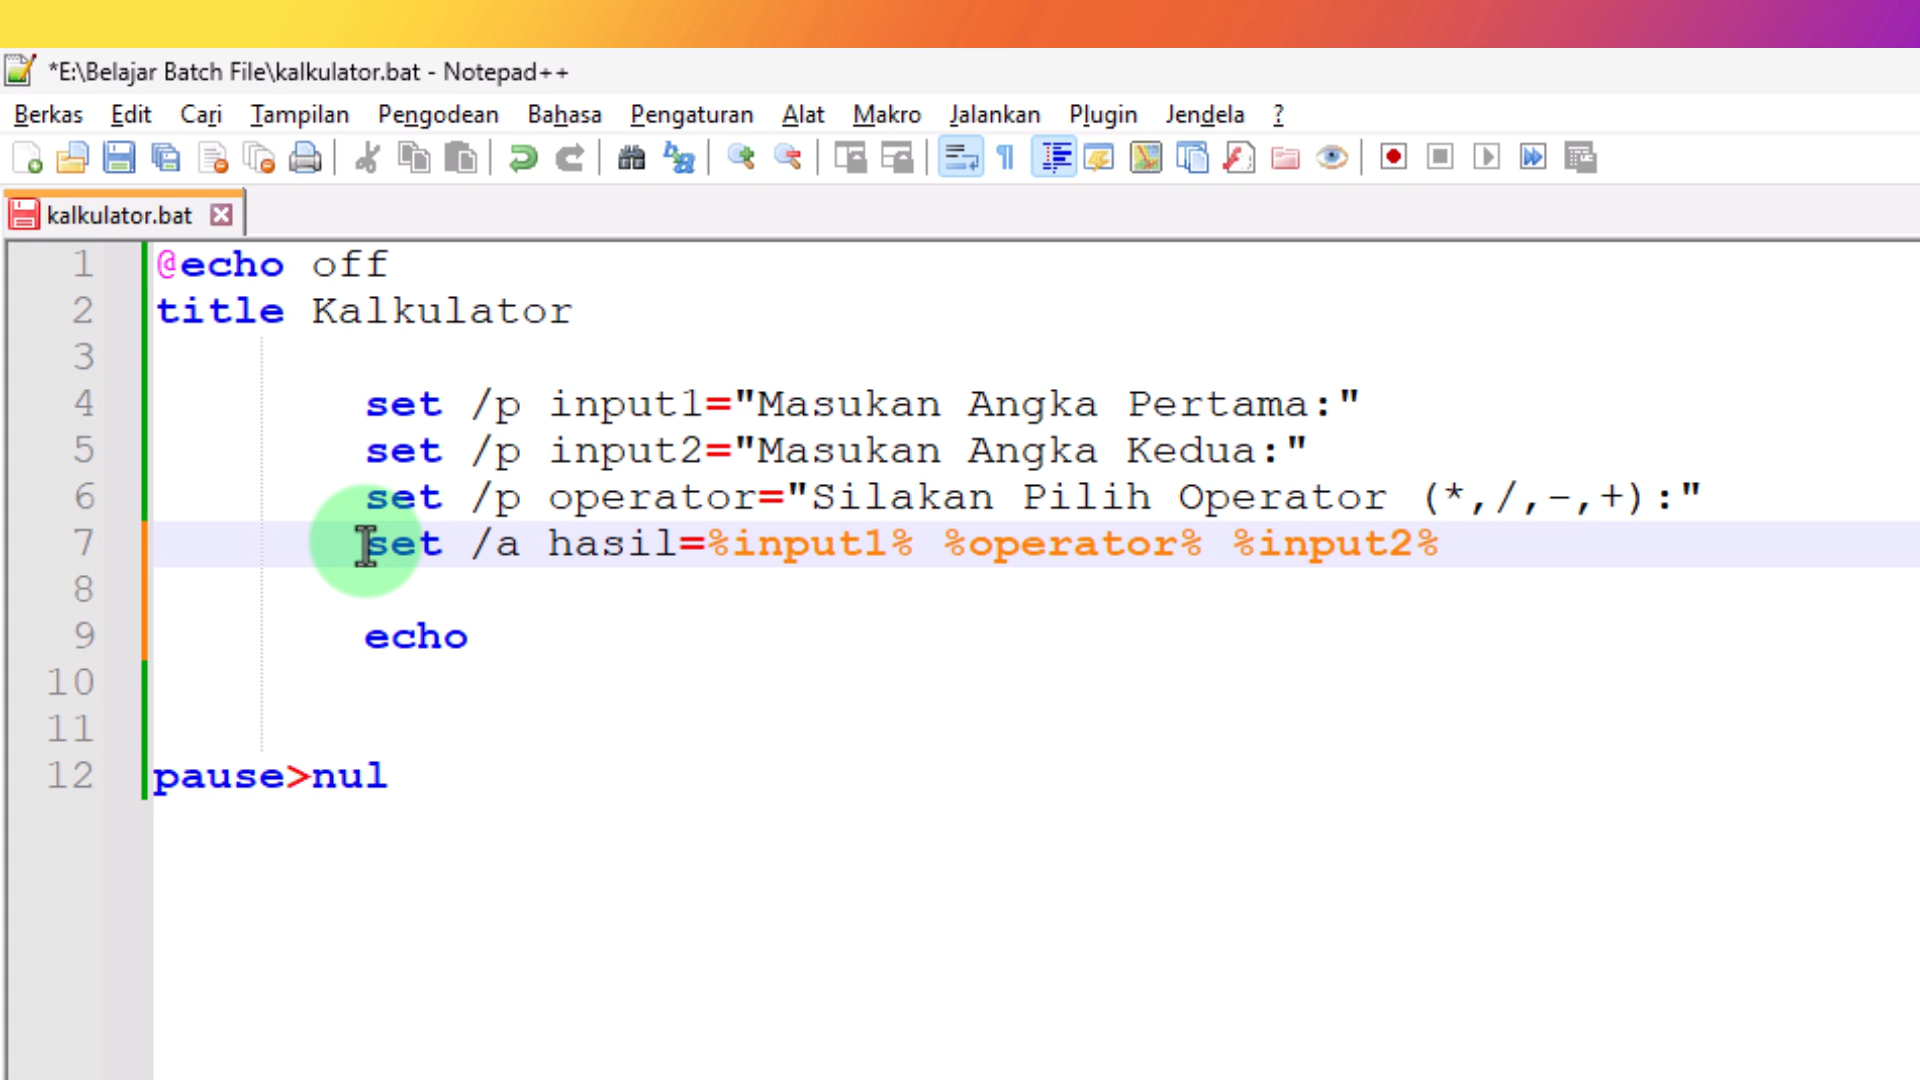 *E:\Belajar Batch File\kalkulator.bat - Notepad++
Berkas Edit Cari Tampilan Pengodean Bahasa Pengaturan Alat Makro Jalankan Plugin Jendela ?
kalkulator.bat
1 @echo off
2 title Kalkulator
3
4 set /p input1="Masukan Angka Pertama:"
5 set /p input2="Masukan Angka Kedua:"
6 set /p operator="Silakan Pilih Operator (*,/,-,+):"
7 set /a hasil=%input1% %operator% %input2%
8
9 echo
10
11
12 pause>nul